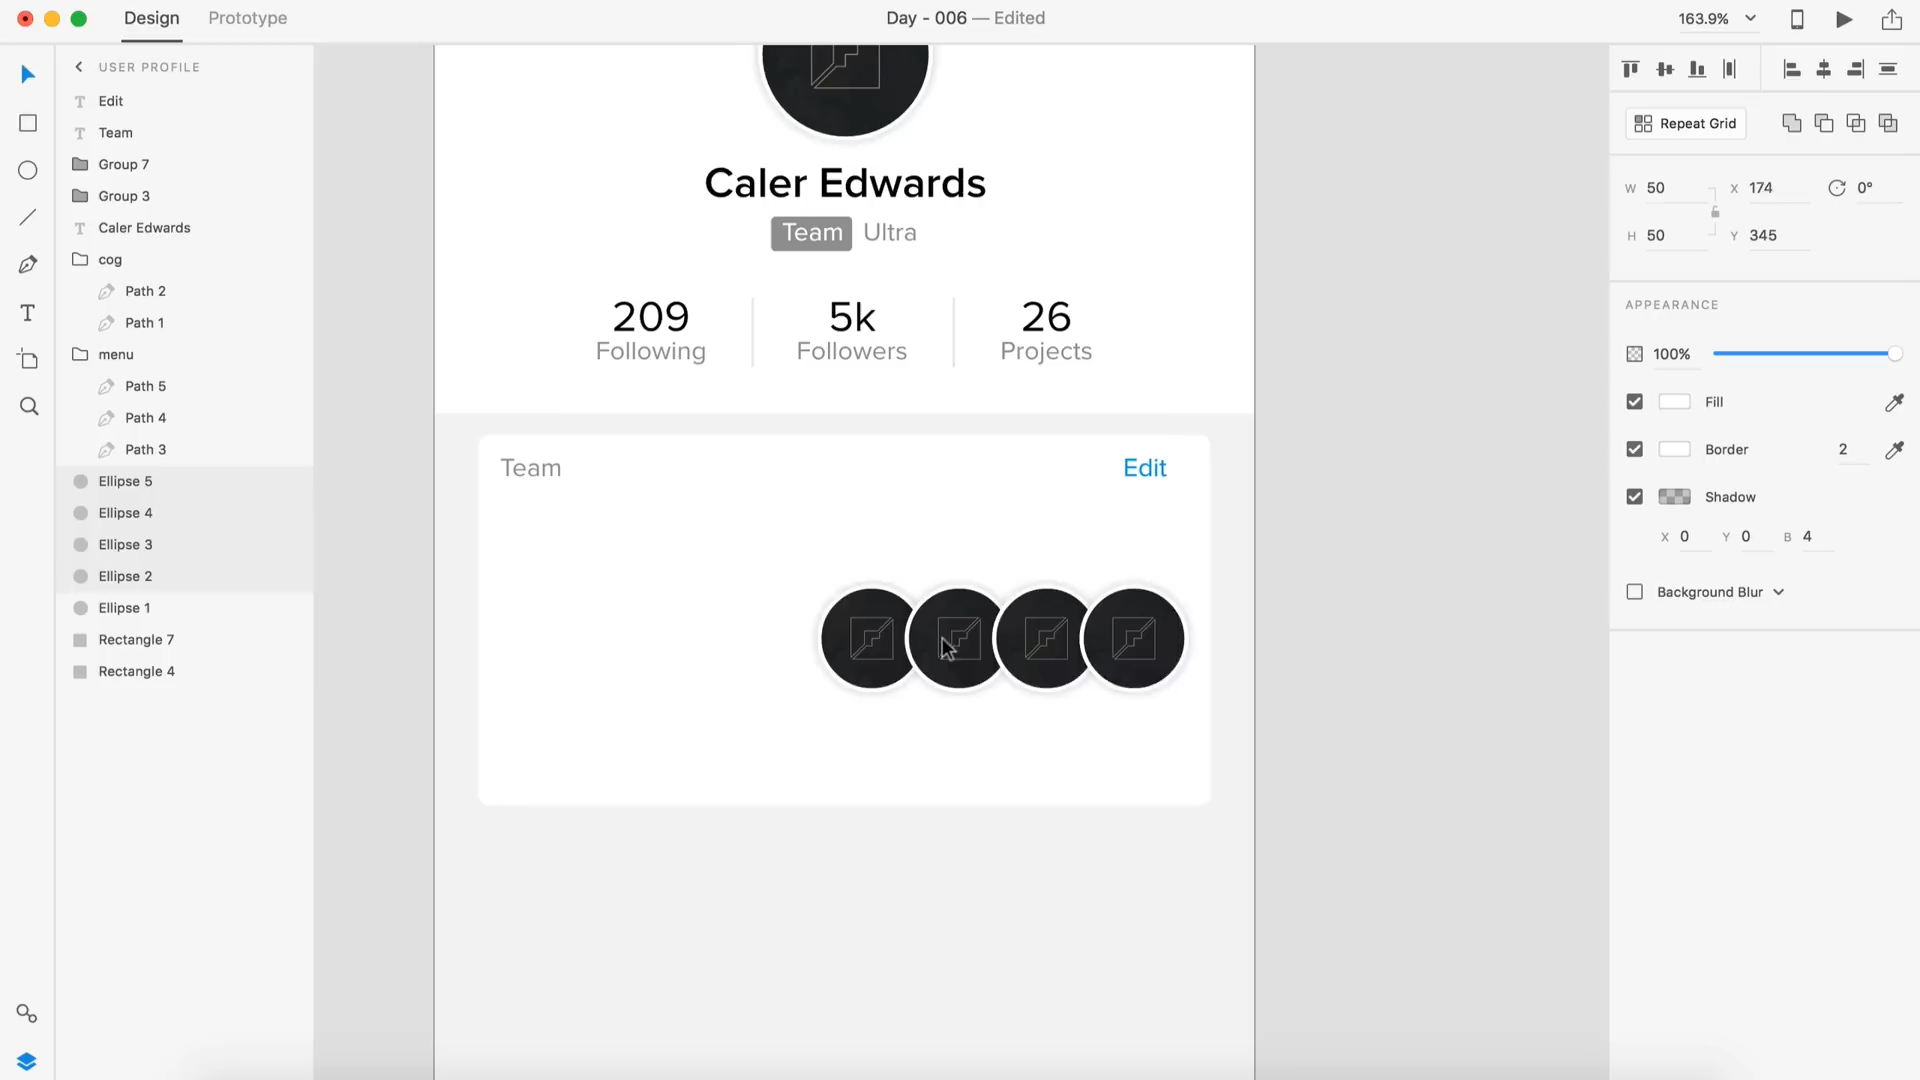 Design
Prototype
Day - 006 — Edited
163.9%
USER PROFILE
Edit
Team
Group 7
Group 3
Caler Edwards
cog
Path 2
Path 1
menu
Path 5
Path 4
Path 3
Ellipse 5
Ellipse 4
Ellipse 3
Ellipse 2
Ellipse 1
Rectangle 7
Rectangle 4
Caler Edwards
Team Ultra
209 5k 26
Following Followers Projects
Team Edit
Repeat Grid
W 50 X 174 0°
H 50 Y 345
APPEARANCE
100%
Fill
Border 2
Shadow
X 0 Y 0 B 4
Background Blur